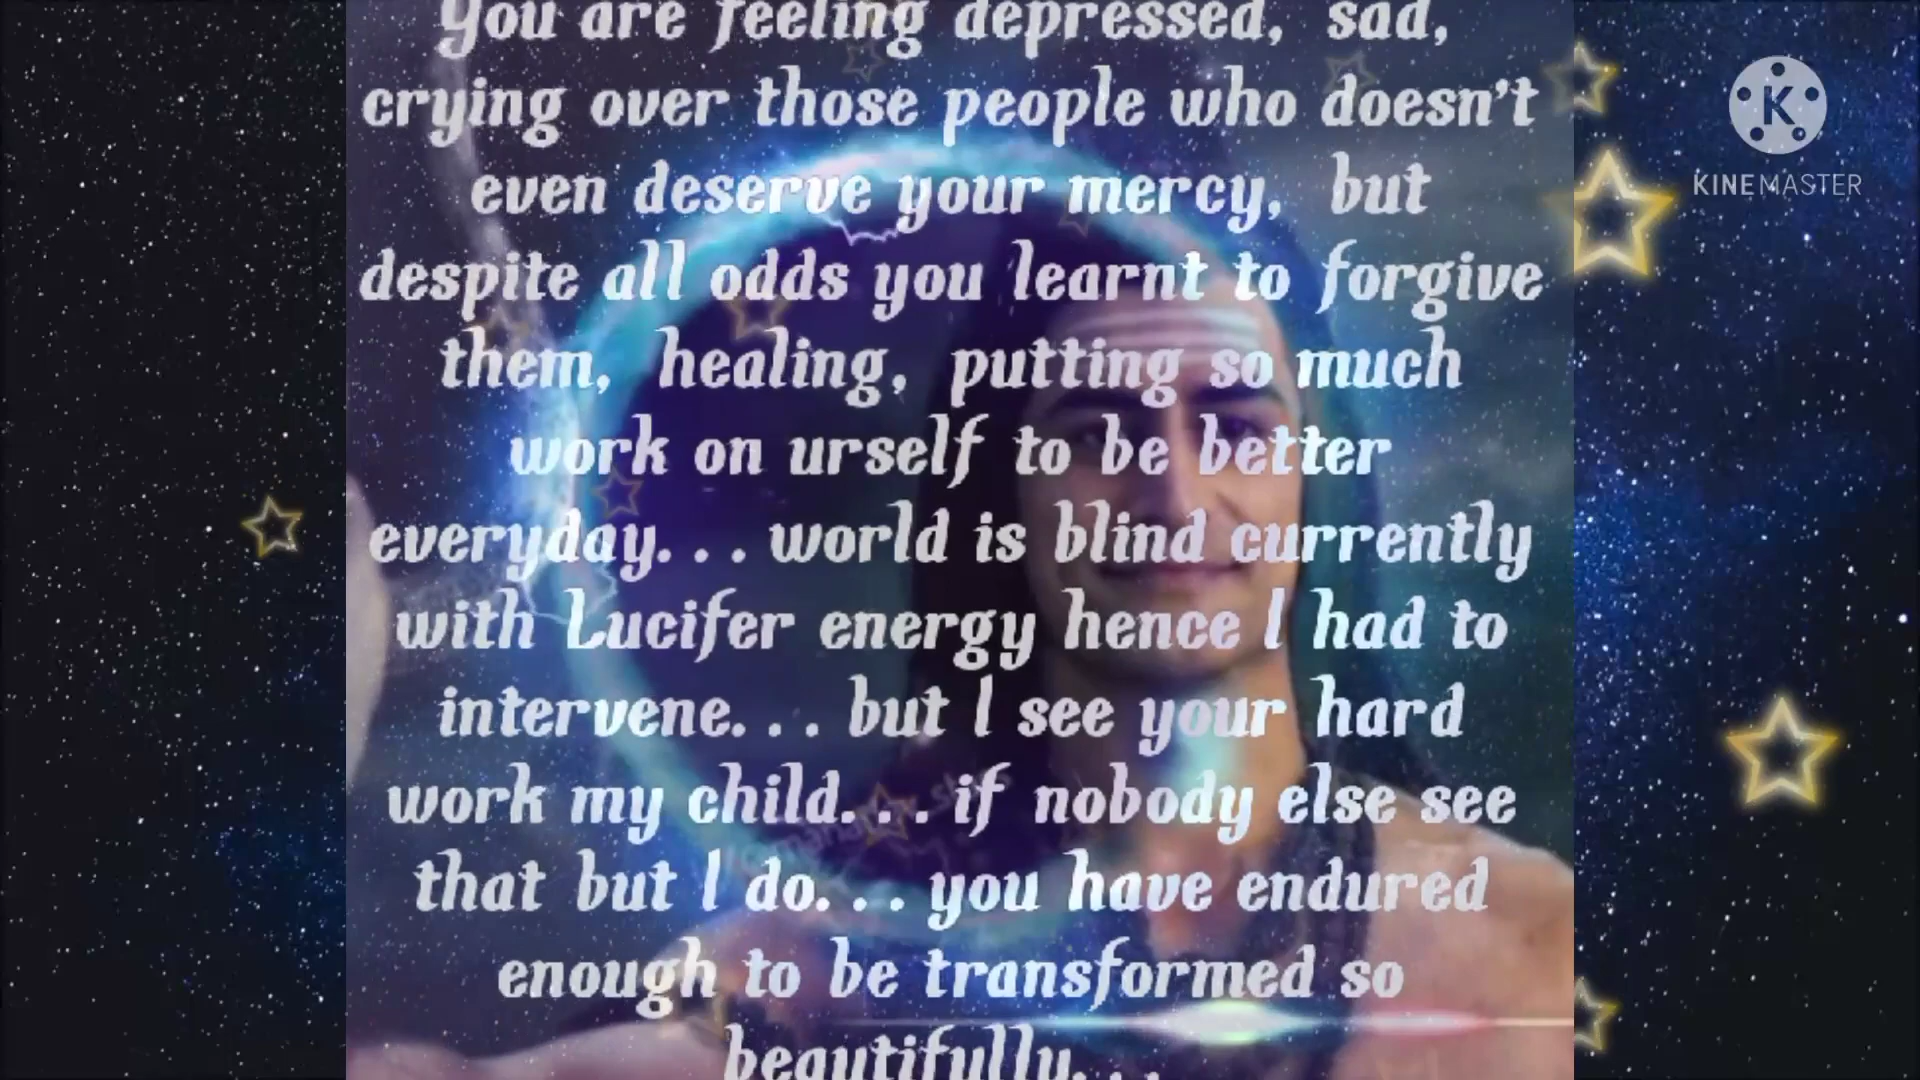 You are feeling depressed, sad,
crying over those people who doesn't
even deserve your mercy, but
despite all odds you learnt to forgive
them, healing, putting so much
work on urself to be better
everyday. . . world is blind currently
with Lucifer energy hence I had to
intervene. . . but I see your hard
work my child. . . if nobody else see
that but I do. . . you have endured
enough to be transformed so
beautifully. . .
K
KINEMASTER